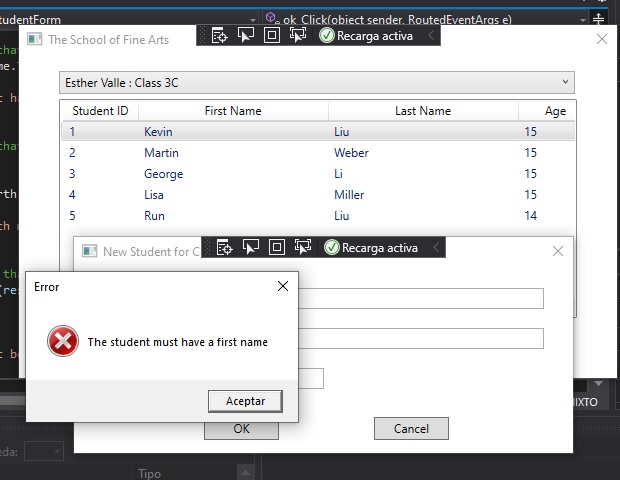 tudentForm
ok_Click(object sender, RoutedEventArgs e)
The School of Fine Arts
Recarga activa
Esther Valle : Class 3C
Student ID First Name Last Name Age
1 Kevin Liu 15
2 Martin Weber 15
3 George Li 15
4 Lisa Miller 15
5 Run Liu 14
New Student for C
Recarga activa
Error
The student must have a first name
Aceptar
OK
Cancel
IIXTO
eda:
Tipo